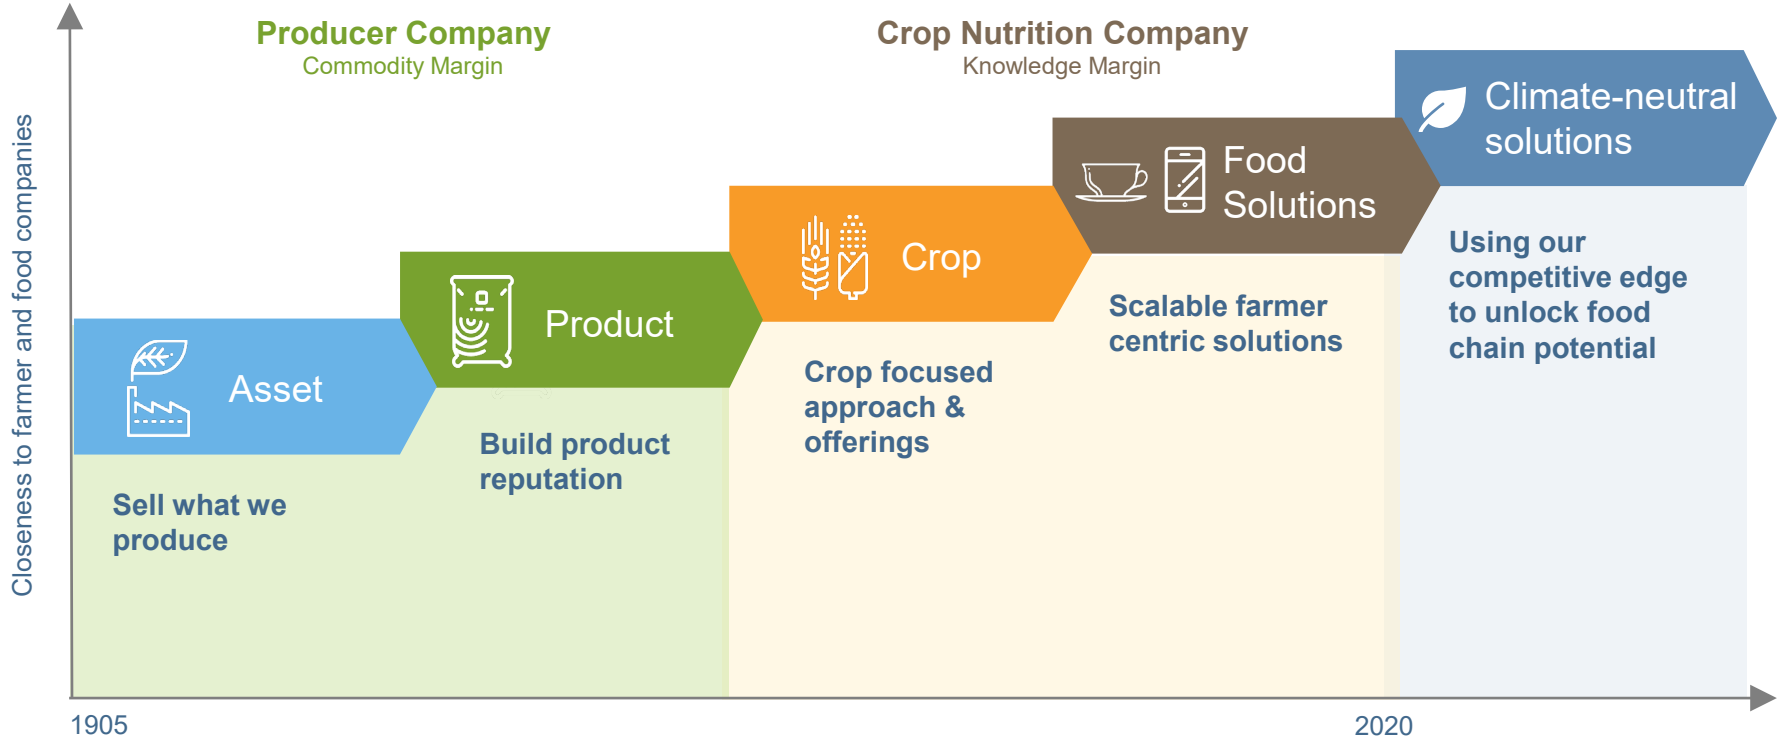 Producer Company
Commodity Margin
Crop Nutrition Company
Knowledge Margin
Closeness to farmer and food companies
Asset
Sell what we
produce
Product
Build product
reputation
Crop
Crop focused
approach &
offerings
Food
Solutions
Scalable farmer
centric solutions
Climate-neutral
solutions
Using our
competitive edge
to unlock food
chain potential
1905
2020